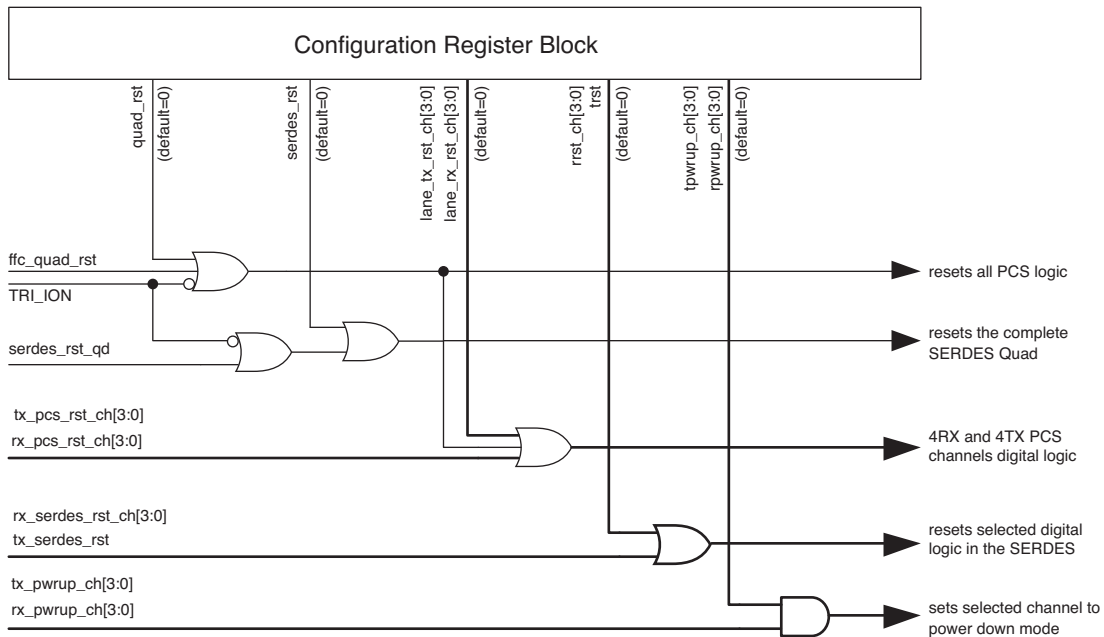 Configuration Register Block
quad_rst
(default=0)
serdes_rst
(default=0)
lane_tx_rst_ch[3:0]
lane_rx_rst_ch[3:0]
(default=0)
rrst_ch[3:0]
trst
(default=0)
tpwrup_ch[3:0]
rpwrup_ch[3:0]
(default=0)
ffc_quad_rst
TRI_ION
resets all PCS logic
serdes_rst_qd
resets the complete
SERDES Quad
tx_pcs_rst_ch[3:0]
rx_pcs_rst_ch[3:0]
4RX and 4TX PCS
channels digital logic
rx_serdes_rst_ch[3:0]
tx_serdes_rst
resets selected digital
logic in the SERDES
tx_pwrup_ch[3:0]
rx_pwrup_ch[3:0]
sets selected channel to
power down mode